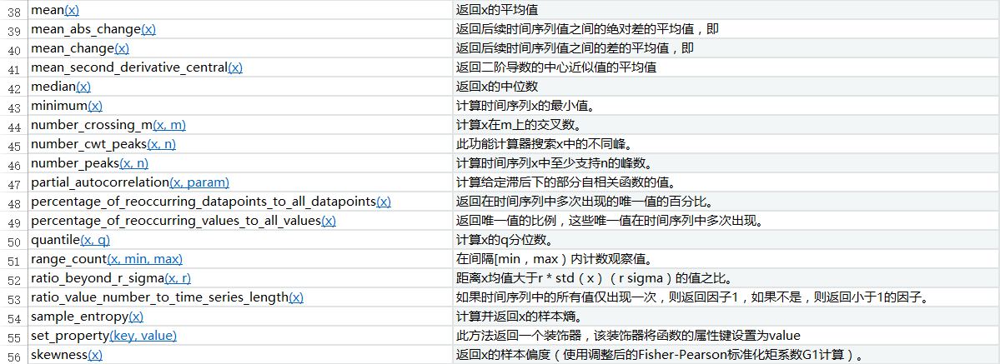 38 mean(x) 返回x的平均值
39 mean_abs_change(x) 返回后续时间序列值之间的绝对差的平均值，即
40 mean_change(x) 返回后续时间序列值之间的差的平均值，即
41 mean_second_derivative_central(x) 返回二阶导数的中心近似值的平均值
42 median(x) 返回x的中位数
43 minimum(x) 计算时间序列x的最小值。
44 number_crossing_m(x, m) 计算x在m上的交叉数。
45 number_cwt_peaks(x, n) 此功能计算器搜索x中的不同峰。
46 number_peaks(x, n) 计算时间序列x中至少支持n的峰数。
47 partial_autocorrelation(x, param) 计算给定滞后下的部分自相关函数的值。
48 percentage_of_reoccurring_datapoints_to_all_datapoints(x) 返回在时间序列中多次出现的唯一值的百分比。
49 percentage_of_reoccurring_values_to_all_values(x) 返回唯一值的比例，这些唯一值在时间序列中多次出现。
50 quantile(x, q) 计算x的q分位数。
51 range_count(x, min, max) 在间隔[min，max）内计数观察值。
52 ratio_beyond_r_sigma(x, r) 距离x均值大于r * std（x）（r sigma）的值之比。
53 ratio_value_number_to_time_series_length(x) 如果时间序列中的所有值仅出现一次，则返回因子1，如果不是，则返回小于1的因子。
54 sample_entropy(x) 计算并返回x的样本熵。
55 set_property(key, value) 此方法返回一个装饰器，该装饰器将函数的属性键设置为value
56 skewness(x) 返回x的样本偏度（使用调整后的Fisher-Pearson标准化矩系数G1计算）。